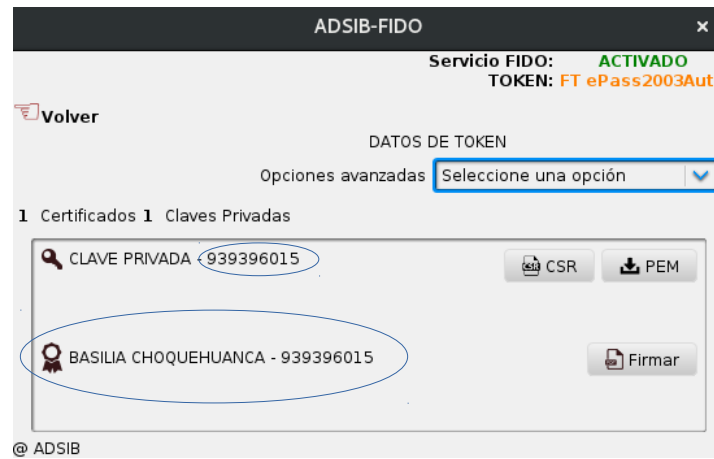 ADSIB-FIDO ×
Servicio FIDO: ACTIVADO
TOKEN: FT ePass2003Aut
Volver
DATOS DE TOKEN
Opciones avanzadas Seleccione una opción
1 Certificados 1 Claves Privadas
CLAVE PRIVADA - 939396015 CSR PEM
BASILIA CHOQUEHUANCA - 939396015 Firmar
@ ADSIB